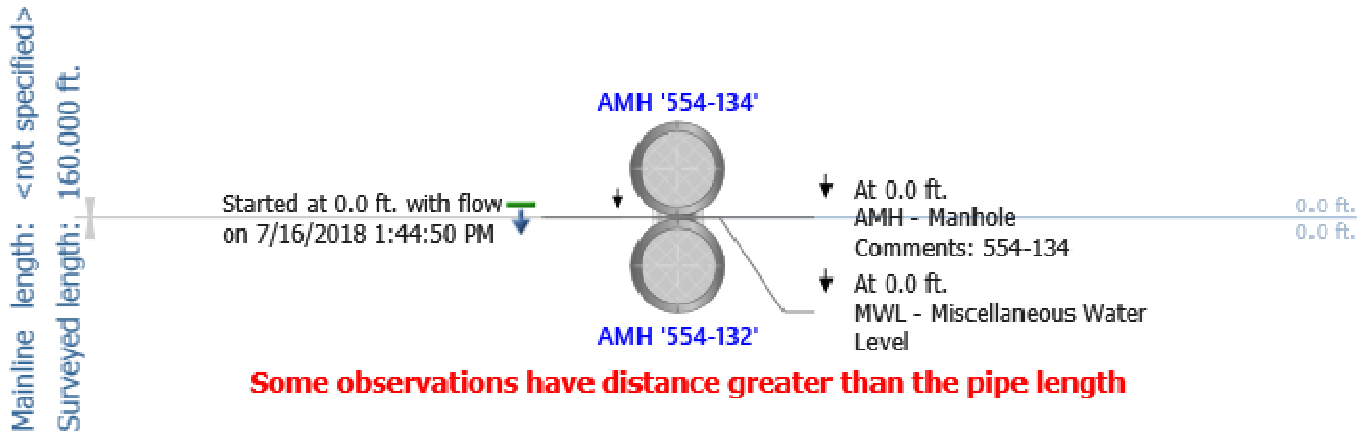 Mainline length: <not specified>
Surveyed length: 160.000 ft.
AMH '554-134'
Started at 0.0 ft. with flow
on 7/16/2018 1:44:50 PM
At 0.0 ft.
AMH - Manhole
Comments: 554-134
0.0 ft.
0.0 ft.
At 0.0 ft.
MWL - Miscellaneous Water
Level
AMH '554-132'
Some observations have distance greater than the pipe length